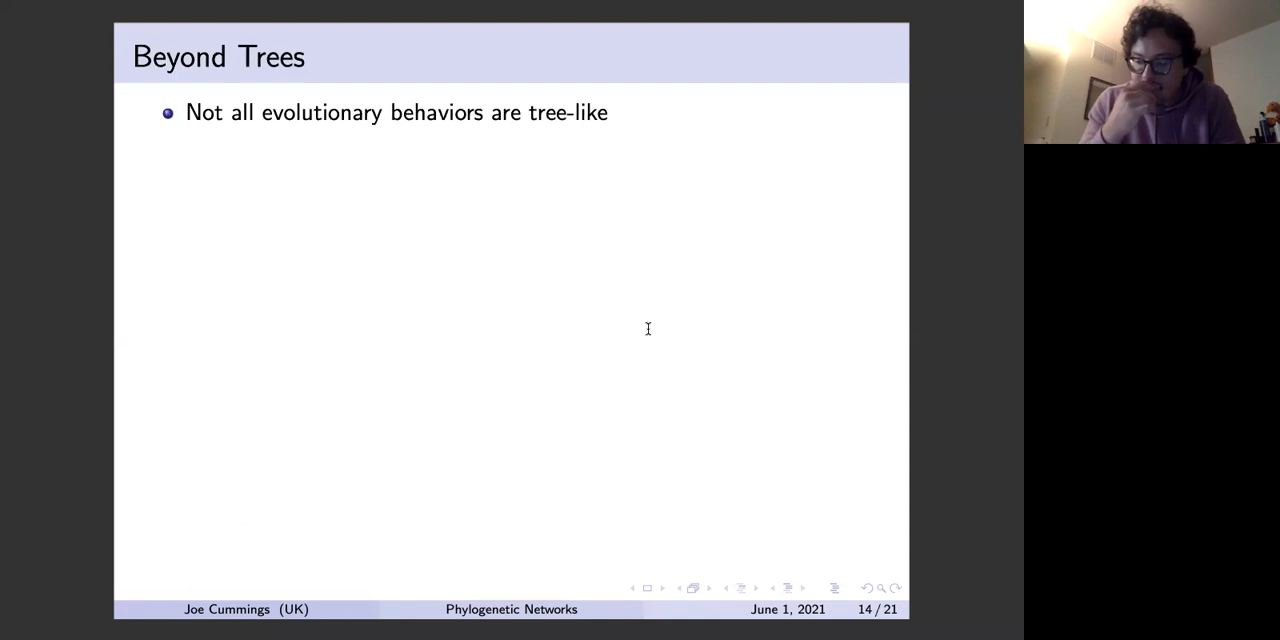 Beyond Trees
Not all evolutionary behaviors are tree-like
Joe Cummings (UK) Phylogenetic Networks June 1, 2021 14 / 21